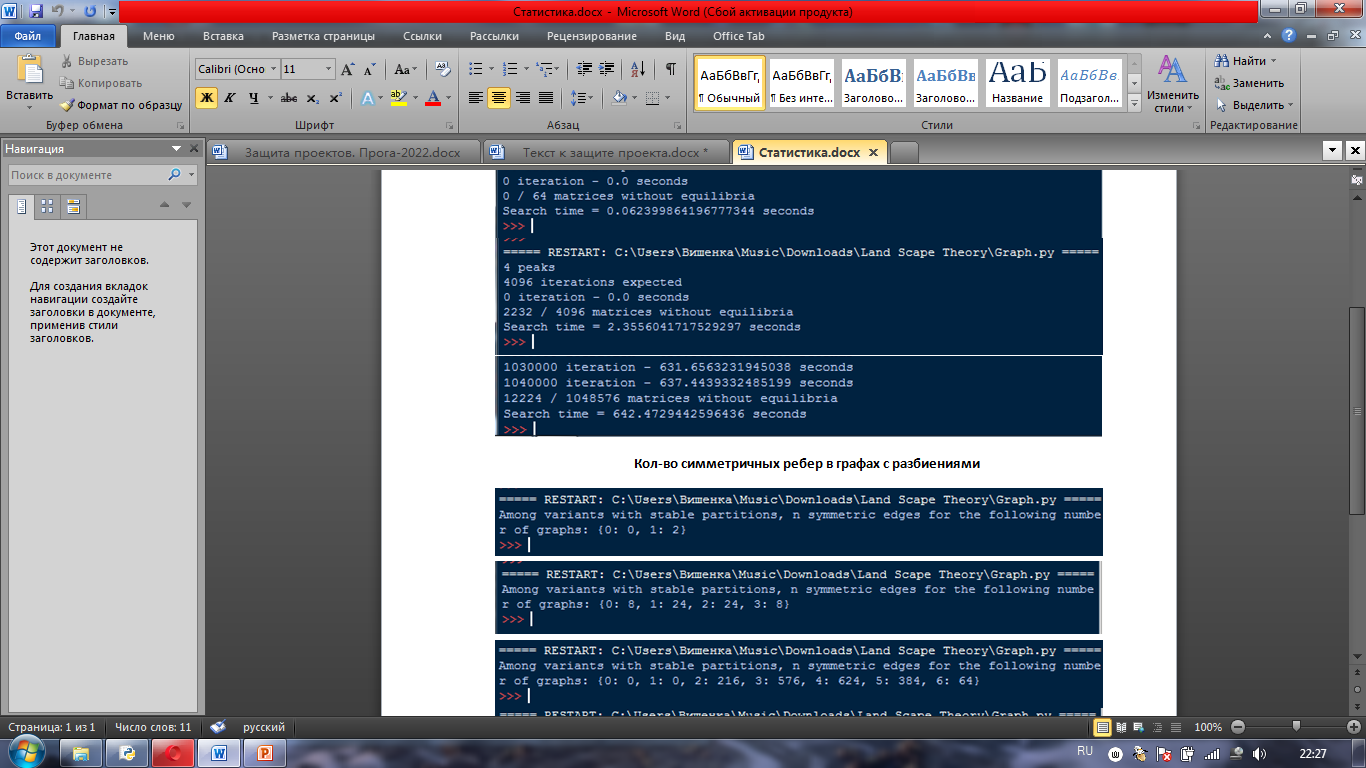 Статистика.docx - Microsoft Word (Сбой активации продукта)
Файл Главная Меню Вставка Разметка страницы Ссылки Рассылки Рецензирование Вид Office Tab
Вставить
Вырезать
Копировать
Формат по образцу
Буфер обмена
Calibri (Осно 11
Ж К Ч abc x₂ x² A ab A
Шрифт
Абзац
АаБбВвГг, АаБбВвГг, АаБбВ АаБбВв АаБ АаБбВв.
¶ Обычный ¶ Без инте... Заголово... Заголово... Название Подзагол...
Стили
Изменить
стили
Найти
Заменить
Выделить
Редактирование
Навигация
Поиск в документе
Этот документ не
содержит заголовков.
Для создания вкладок
навигации создайте
заголовки в документе,
применив стили
заголовков.
Защита проектов. Прога-2022.docx Текст к защите проекта.docx * Статистика.docx
0 iteration - 0.0 seconds
0 / 64 matrices without equilibria
Search time = 0.062399864196777344 seconds
>>>
>>>
===== RESTART: C:\Users\Вишенка\Music\Downloads\Land Scape Theory\Graph.py =====
4 peaks
4096 iterations expected
0 iteration - 0.0 seconds
2232 / 4096 matrices without equilibria
Search time = 2.3556041717529297 seconds
>>>
1030000 iteration - 631.6563231945038 seconds
1040000 iteration - 637.4439332485199 seconds
12224 / 1048576 matrices without equilibria
Search time = 642.4729442596436 seconds
>>>
Кол-во симметричных ребер в графах с разбиениями
===== RESTART: C:\Users\Вишенка\Music\Downloads\Land Scape Theory\Graph.py =====
Among variants with stable partitions, n symmetric edges for the following numbe
r of graphs: {0: 0, 1: 2}
>>>
>>>
===== RESTART: C:\Users\Вишенка\Music\Downloads\Land Scape Theory\Graph.py =====
Among variants with stable partitions, n symmetric edges for the following numbe
r of graphs: {0: 8, 1: 24, 2: 24, 3: 8}
>>>
===== RESTART: C:\Users\Вишенка\Music\Downloads\Land Scape Theory\Graph.py =====
Among variants with stable partitions, n symmetric edges for the following numbe
r of graphs: {0: 0, 1: 0, 2: 216, 3: 576, 4: 624, 5: 384, 6: 64}
>>>
Страница: 1 из 1 Число слов: 11 русский 100%
RU 22:27